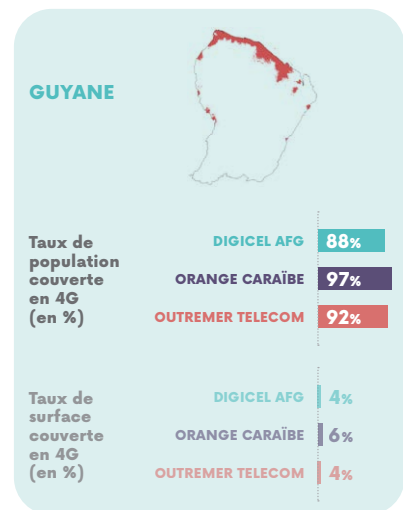 GUYANE
Taux de
population
couverte
en 4G
(en %)
DIGICEL AFG 88%
ORANGE CARAÏBE 97%
OUTREMER TELECOM 92%
Taux de
surface
couverte
en 4G
(en %)
DIGICEL AFG 4%
ORANGE CARAÏBE 6%
OUTREMER TELECOM 4%